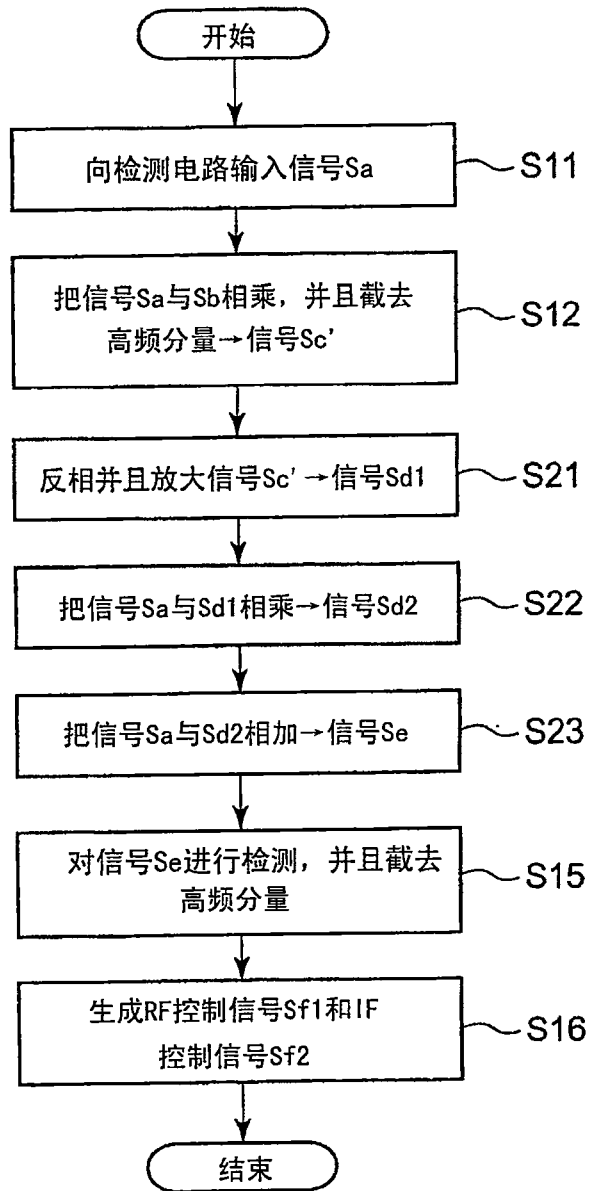 开始
向检测电路输入信号Sa
S11
把信号Sa与Sb相乘，并且截去
高频分量→信号Sc'
S12
反相并且放大信号Sc'→信号Sd1
S21
把信号Sa与Sd1相乘→信号Sd2
S22
把信号Sa与Sd2相加→信号Se
S23
对信号Se进行检测，并且截去
高频分量
S15
生成RF控制信号Sf1和IF
控制信号Sf2
S16
结束